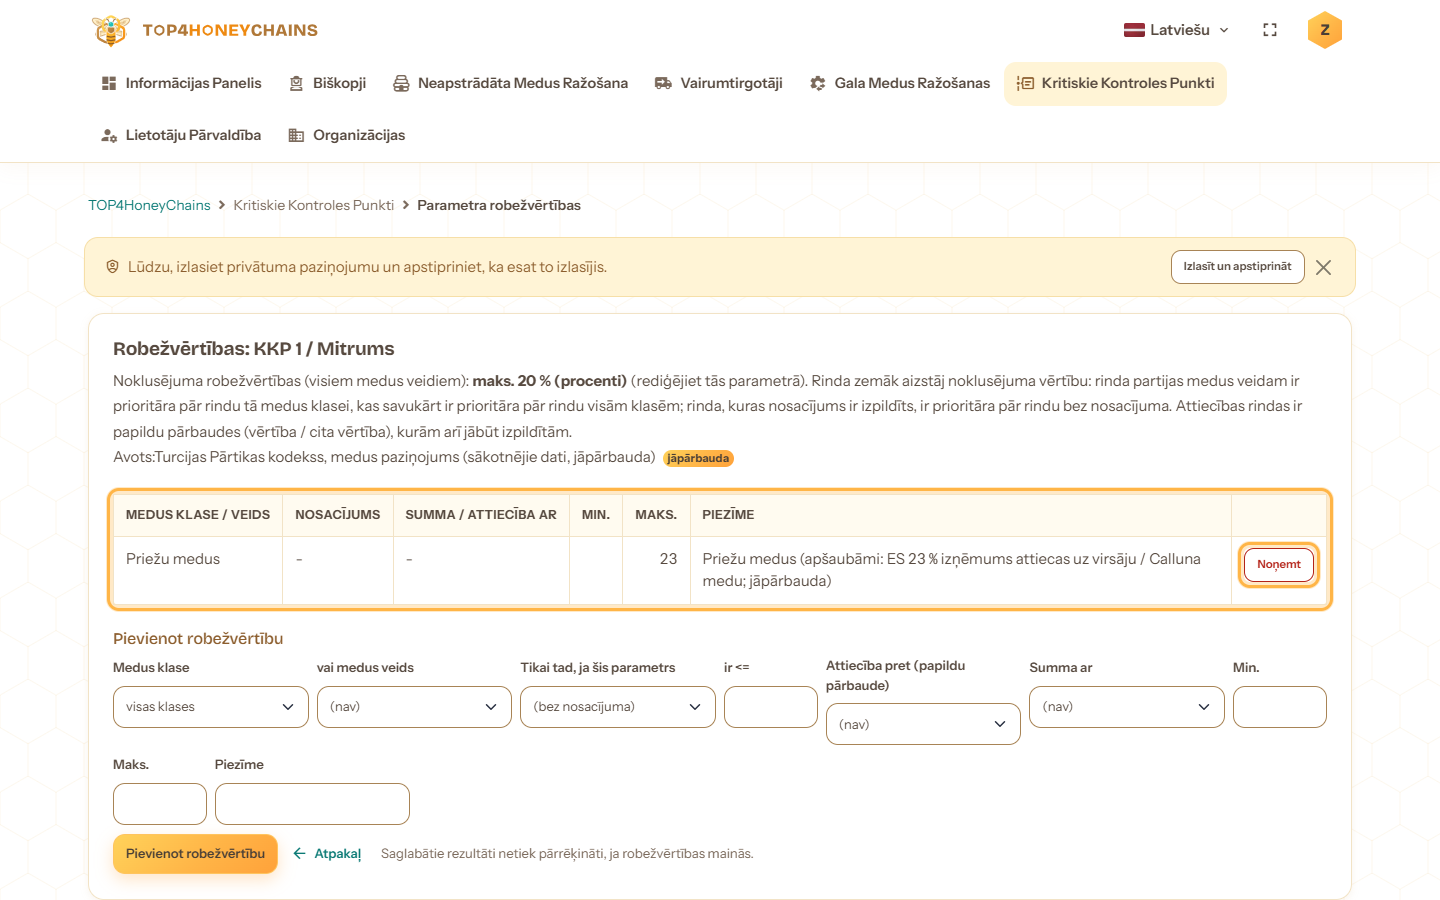 TOP4HONEYCHAINS
Latviešu
Z
Informācijas Panelis
Biškopji
Neapstrādāta Medus Ražošana
Vairumtirgotāji
Gala Medus Ražošanas
Kritiskie Kontroles Punkti
Lietotāju Pārvaldība
Organizācijas
TOP4HoneyChains > Kritiskie Kontroles Punkti > Parametra robežvērtības
Lūdzu, izlasiet privātuma paziņojumu un apstipriniet, ka esat to izlasījis.
Izlasīt un apstiprināt
Robežvērtības: KKP 1 / Mitrums
Noklusējuma robežvērtības (visiem medus veidiem): maks. 20 % (procenti) (rediģējiet tās parametrā). Rinda zemāk aizstāj noklusējuma vērtību: rinda partijas medus veidam ir
prioritāra pār rindu tā medus klasei, kas savukārt ir prioritāra pār rindu visām klasēm; rinda, kuras nosacījums ir izpildīts, ir prioritāra pār rindu bez nosacījuma. Attiecības rindas ir
papildu pārbaudes (vērtība / cita vērtība), kurām arī jābūt izpildītām.
Avots:Turcijas Pārtikas kodekss, medus paziņojums (sākotnējie dati, jāpārbauda) jāpārbauda
MEDUS KLASE / VEIDS
NOSACĪJUMS
SUMMA / ATTIECĪBA AR
MIN.
MAKS.
PIEZĪME
Priežu medus
-
-
23
Priežu medus (apšaubāmi: ES 23 % izņēmums attiecas uz virsāju / Calluna
medu; jāpārbauda)
Noņemt
Pievienot robežvērtību
Medus klase
vai medus veids
Tikai tad, ja šis parametrs
ir <=
Attiecība pret (papildu
pārbaude)
Summa ar
Min.
visas klases
(nav)
(bez nosacījuma)
(nav)
(nav)
Maks.
Piezīme
Pievienot robežvērtību
Atpakaļ
Saglabātie rezultāti netiek pārrēķināti, ja robežvērtības mainās.